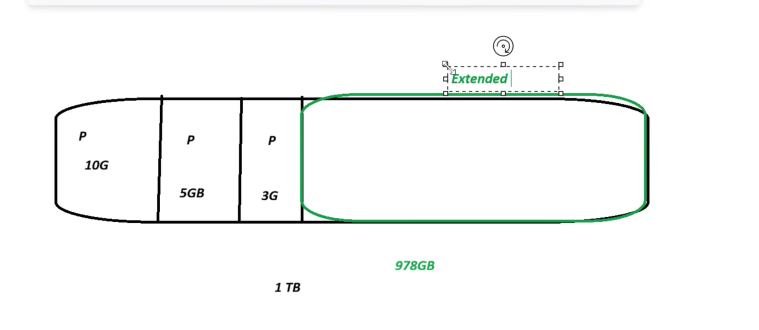 Extended
P
P
P
10G
5GB
3G
978GB
1 TB